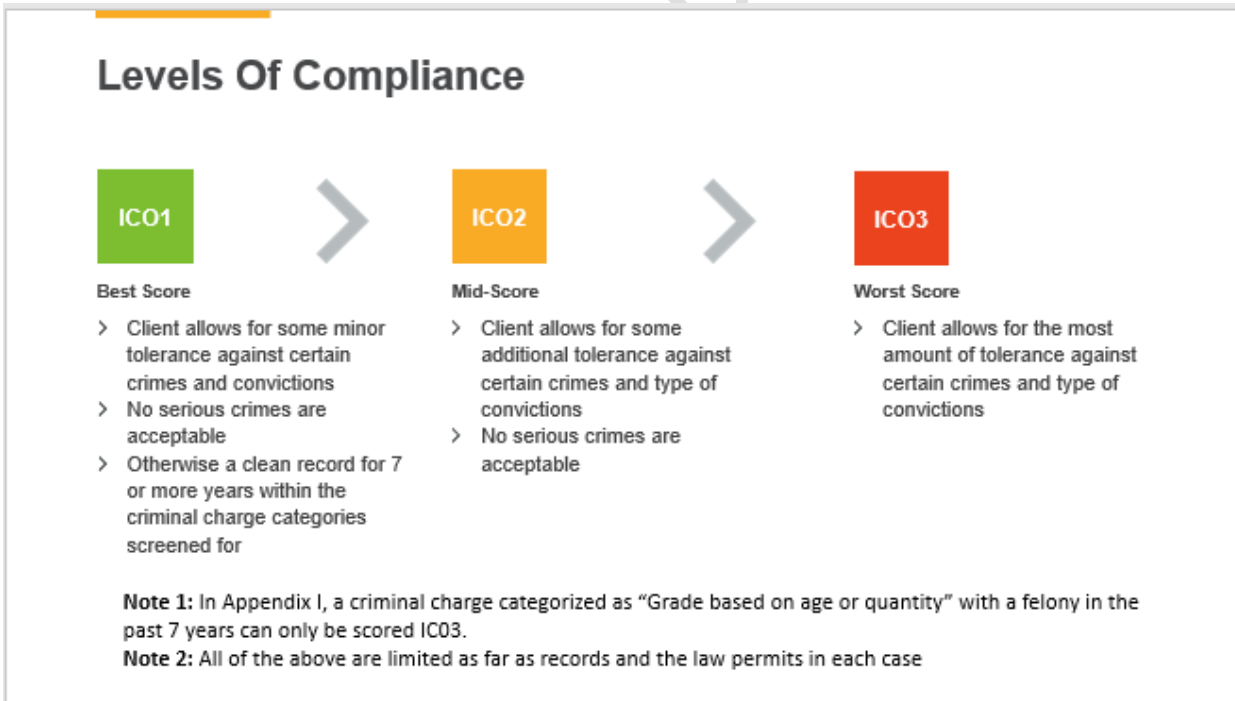 Levels Of Compliance
ICO1
ICO2
ICO3
Best Score
> Client allows for some minor
tolerance against certain
crimes and convictions
> No serious crimes are
acceptable
> Otherwise a clean record for 7
or more years within the
criminal charge categories
screened for
Mid-Score
> Client allows for some
additional tolerance against
certain crimes and type of
convictions
> No serious crimes are
acceptable
Worst Score
> Client allows for the most
amount of tolerance against
certain crimes and type of
convictions
Note 1: In Appendix I, a criminal charge categorized as “Grade based on age or quantity” with a felony in the
past 7 years can only be scored IC03.
Note 2: All of the above are limited as far as records and the law permits in each case